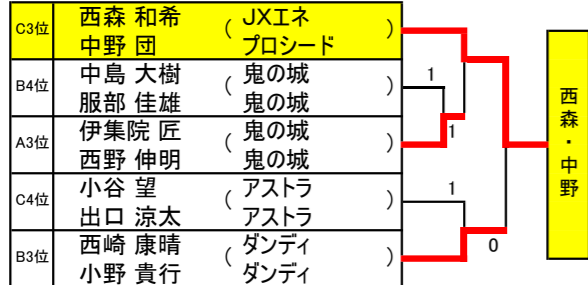 C3位 西森 和希 ( JXエネ )
中野 団 プロシード
B4位 中島 大樹 ( 鬼の城 )
服部 佳雄 鬼の城
A3位 伊集院 匠 ( 鬼の城 )
西野 伸明 鬼の城
C4位 小谷 望 ( アストラ )
出口 涼太 アストラ
B3位 西崎 康晴 ( ダンディ )
小野 貴行 ダンディ
1
1
1
0
西森・中野